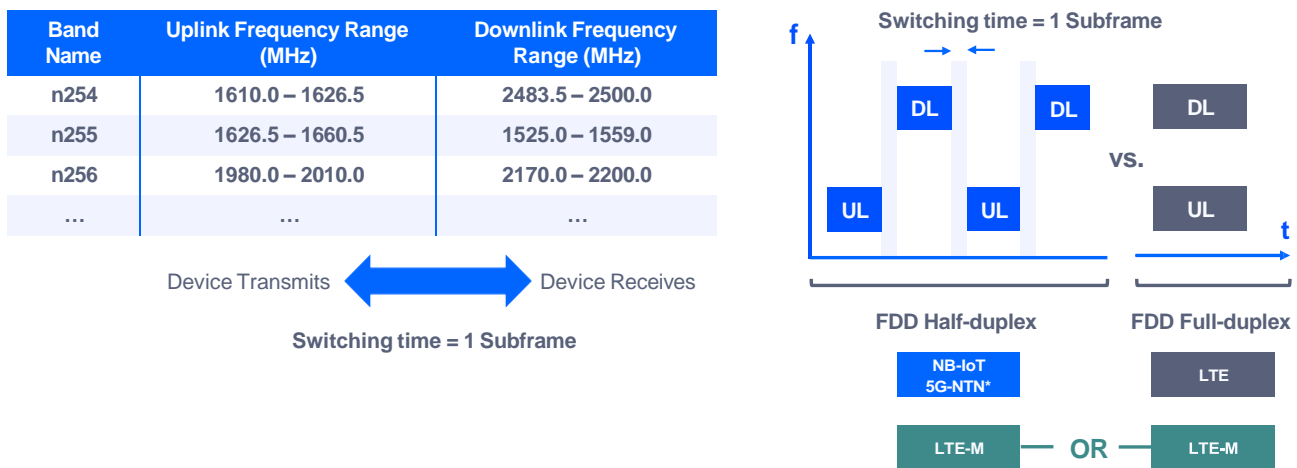 Band Name
Uplink Frequency Range (MHz)
Downlink Frequency Range (MHz)
n254
1610.0 – 1626.5
2483.5 – 2500.0
n255
1626.5 – 1660.5
1525.0 – 1559.0
n256
1980.0 – 2010.0
2170.0 – 2200.0
…
…
…
Device Transmits
Device Receives
Switching time = 1 Subframe
Switching time = 1 Subframe
f
DL
DL
DL
vs.
UL
UL
UL
t
FDD Half-duplex
FDD Full-duplex
NB-IoT
5G-NTN*
LTE
LTE-M
OR
LTE-M